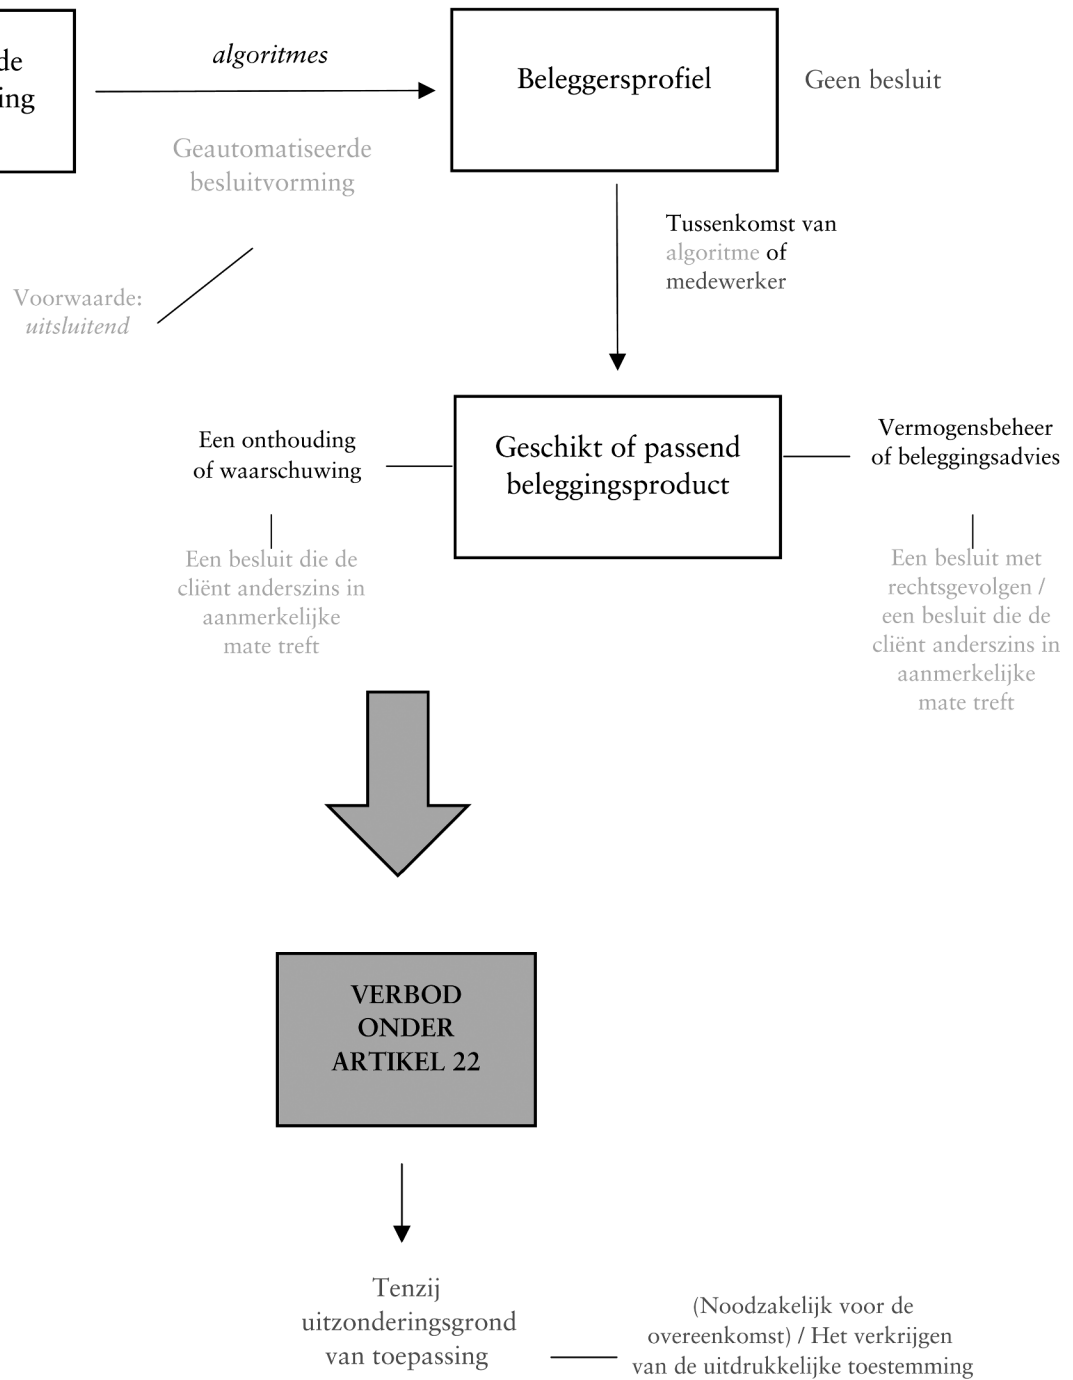 de
ing
algoritmes
Geautomatiseerde
besluitvorming
Voorwaarde:
uitsluitend
Beleggersprofiel
Geen besluit
Tussenkomst van
algoritme of
medewerker
Een onthouding
of waarschuwing
Geschikt of passend
beleggingsproduct
Vermogensbeheer
of beleggingsadvies
Een besluit die de
cliënt anderszins in
aanmerkelijke
mate treft
Een besluit met
rechtsgevolgen /
een besluit die de
cliënt anderszins in
aanmerkelijke
mate treft
VERBOD
ONDER
ARTIKEL 22
Tenzij
uitzonderingsgrond
van toepassing
(Noodzakelijk voor de
overeenkomst) / Het verkrijgen
van de uitdrukkelijke toestemming